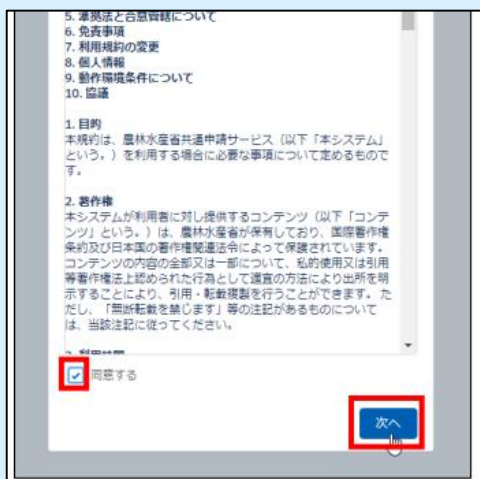 5. 準拠法と合意管轄について
6. 免責事項
7. 利用規約の変更
8. 個人情報
9. 動作環境条件について
10. 協議
1. 目的
本規約は、農林水産省共通申請サービス（以下「本システム」
という。）を利用する場合に必要な事項について定めるもので
す。
2. 著作権
本システムが利用者に対し提供するコンテンツ（以下「コンテ
ンツ」という。）は、農林水産省が保有しており、国際著作権
条約及び日本国の著作権関連法令によって保護されています。
コンテンツの内容の全部又は一部について、私的使用又は引用
等著作権法上認められた行為として適宜の方法により出所を明
示することにより、引用・転載複製を行うことができます。た
だし、「無断転載を禁じます」等の注記があるものについて
は、当該注記に従ってください。
同意する
次へ